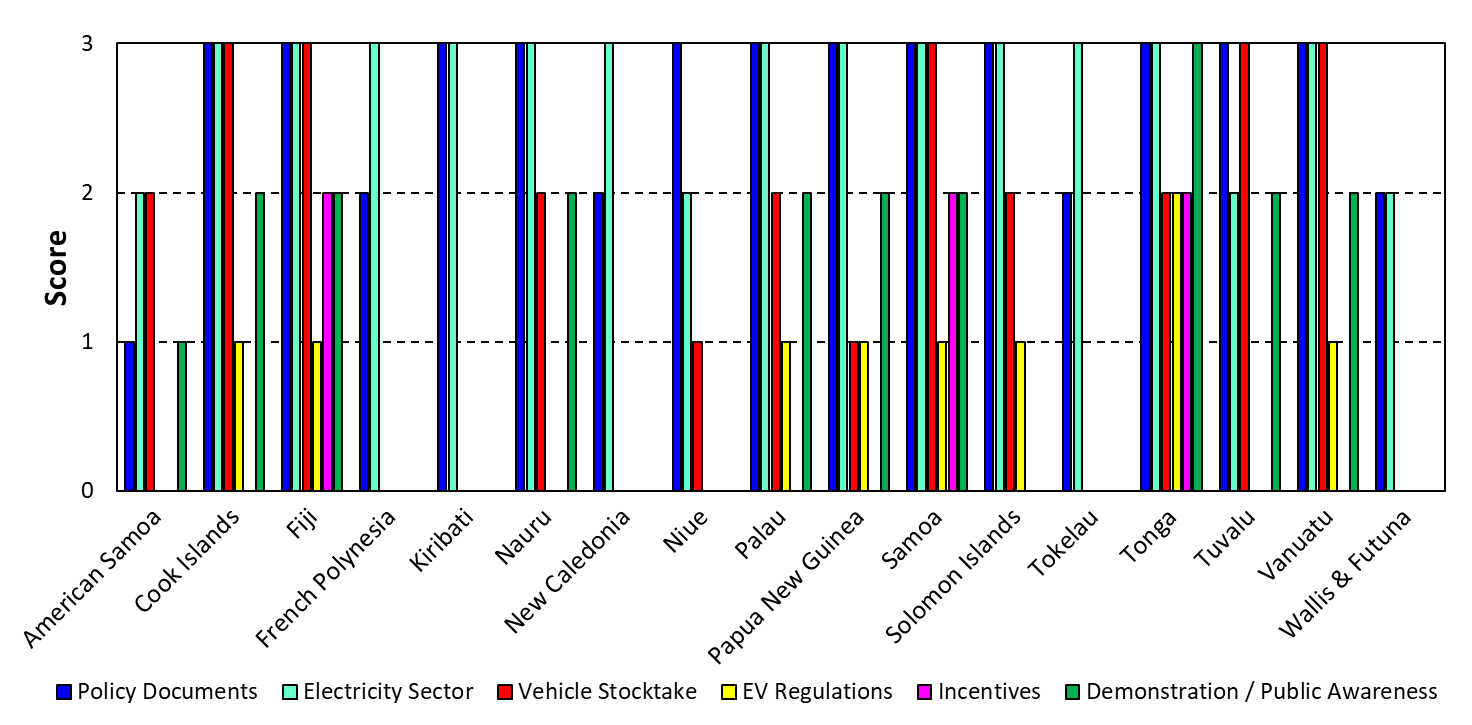 3
2
1
0
Score
American Samoa
Cook Islands
Fiji
French Polynesia
Kiribati
Nauru
New Caledonia
Niue
Palau
Papua New Guinea
Samoa
Solomon Islands
Tokelau
Tonga
Tuvalu
Vanuatu
Wallis & Futuna
Policy Documents Electricity Sector Vehicle Stocktake EV Regulations Incentives Demonstration / Public Awareness